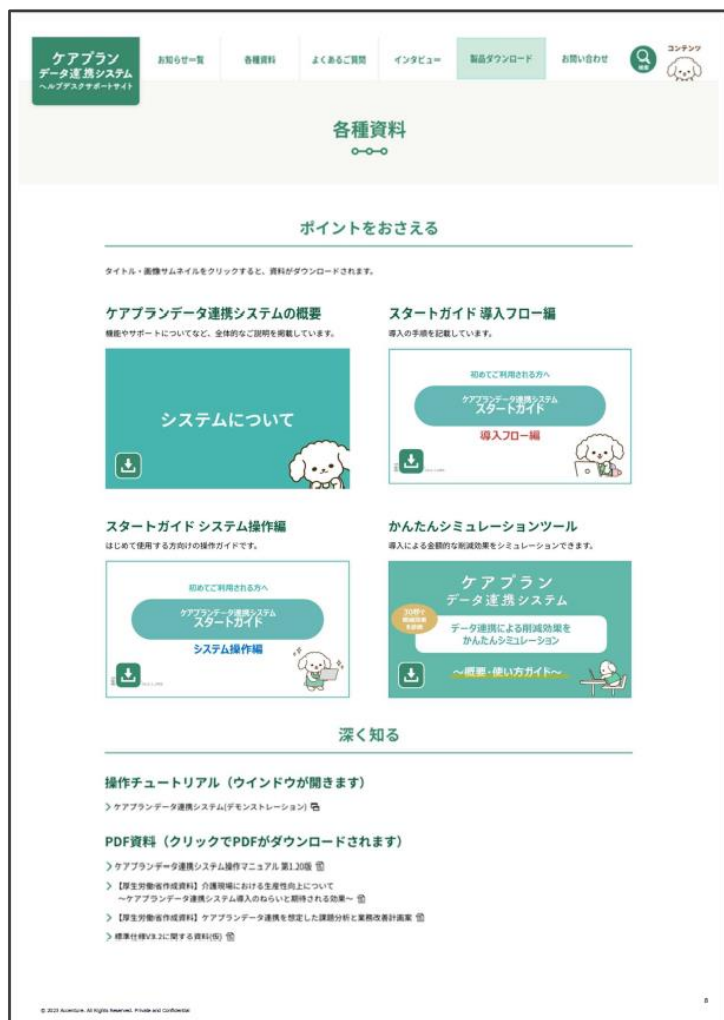 ケアプラン
データ連携システム
ヘルプデスクサポートサイト
お知らせ一覧
各種資料
よくあるご質問
インタビュー
製品ダウンロード
お問い合わせ
検索
コンテンツ
各種資料
ポイントをおさえる
タイトル・画像サムネイルをクリックすると、資料がダウンロードされます。
ケアプランデータ連携システムの概要
機能やサポートについてなど、全体的なご説明を掲載しています。
システムについて
スタートガイド 導入フロー編
導入の手順を記載しています。
初めてご利用される方へ
ケアプランデータ連携システム
スタートガイド
導入フロー編
スタートガイド システム操作編
はじめて使用する方向けの操作ガイドです。
初めてご利用される方へ
ケアプランデータ連携システム
スタートガイド
システム操作編
かんたんシミュレーションツール
導入による金額的な削減効果をシミュレーションできます。
ケアプラン
データ連携システム
30秒で
データ連携による削減効果を
かんたんシミュレーション
～概要・使い方ガイド～
深く知る
操作チュートリアル（ウインドウが開きます）
ケアプランデータ連携システム(デモンストレーション)
PDF資料（クリックでPDFがダウンロードされます）
ケアプランデータ連携システム操作マニュアル 第1.20版
【厚生労働省作成資料】介護現場における生産性向上について
～ケアプランデータ連携システム導入のねらいと期待される効果～
【厚生労働省作成資料】ケアプランデータ連携を想定した課題分析と業務改善計画案
標準仕様V3.2に関する資料(仮)
© 2023 Accenture. All Rights Reserved. Private and Confidential
8